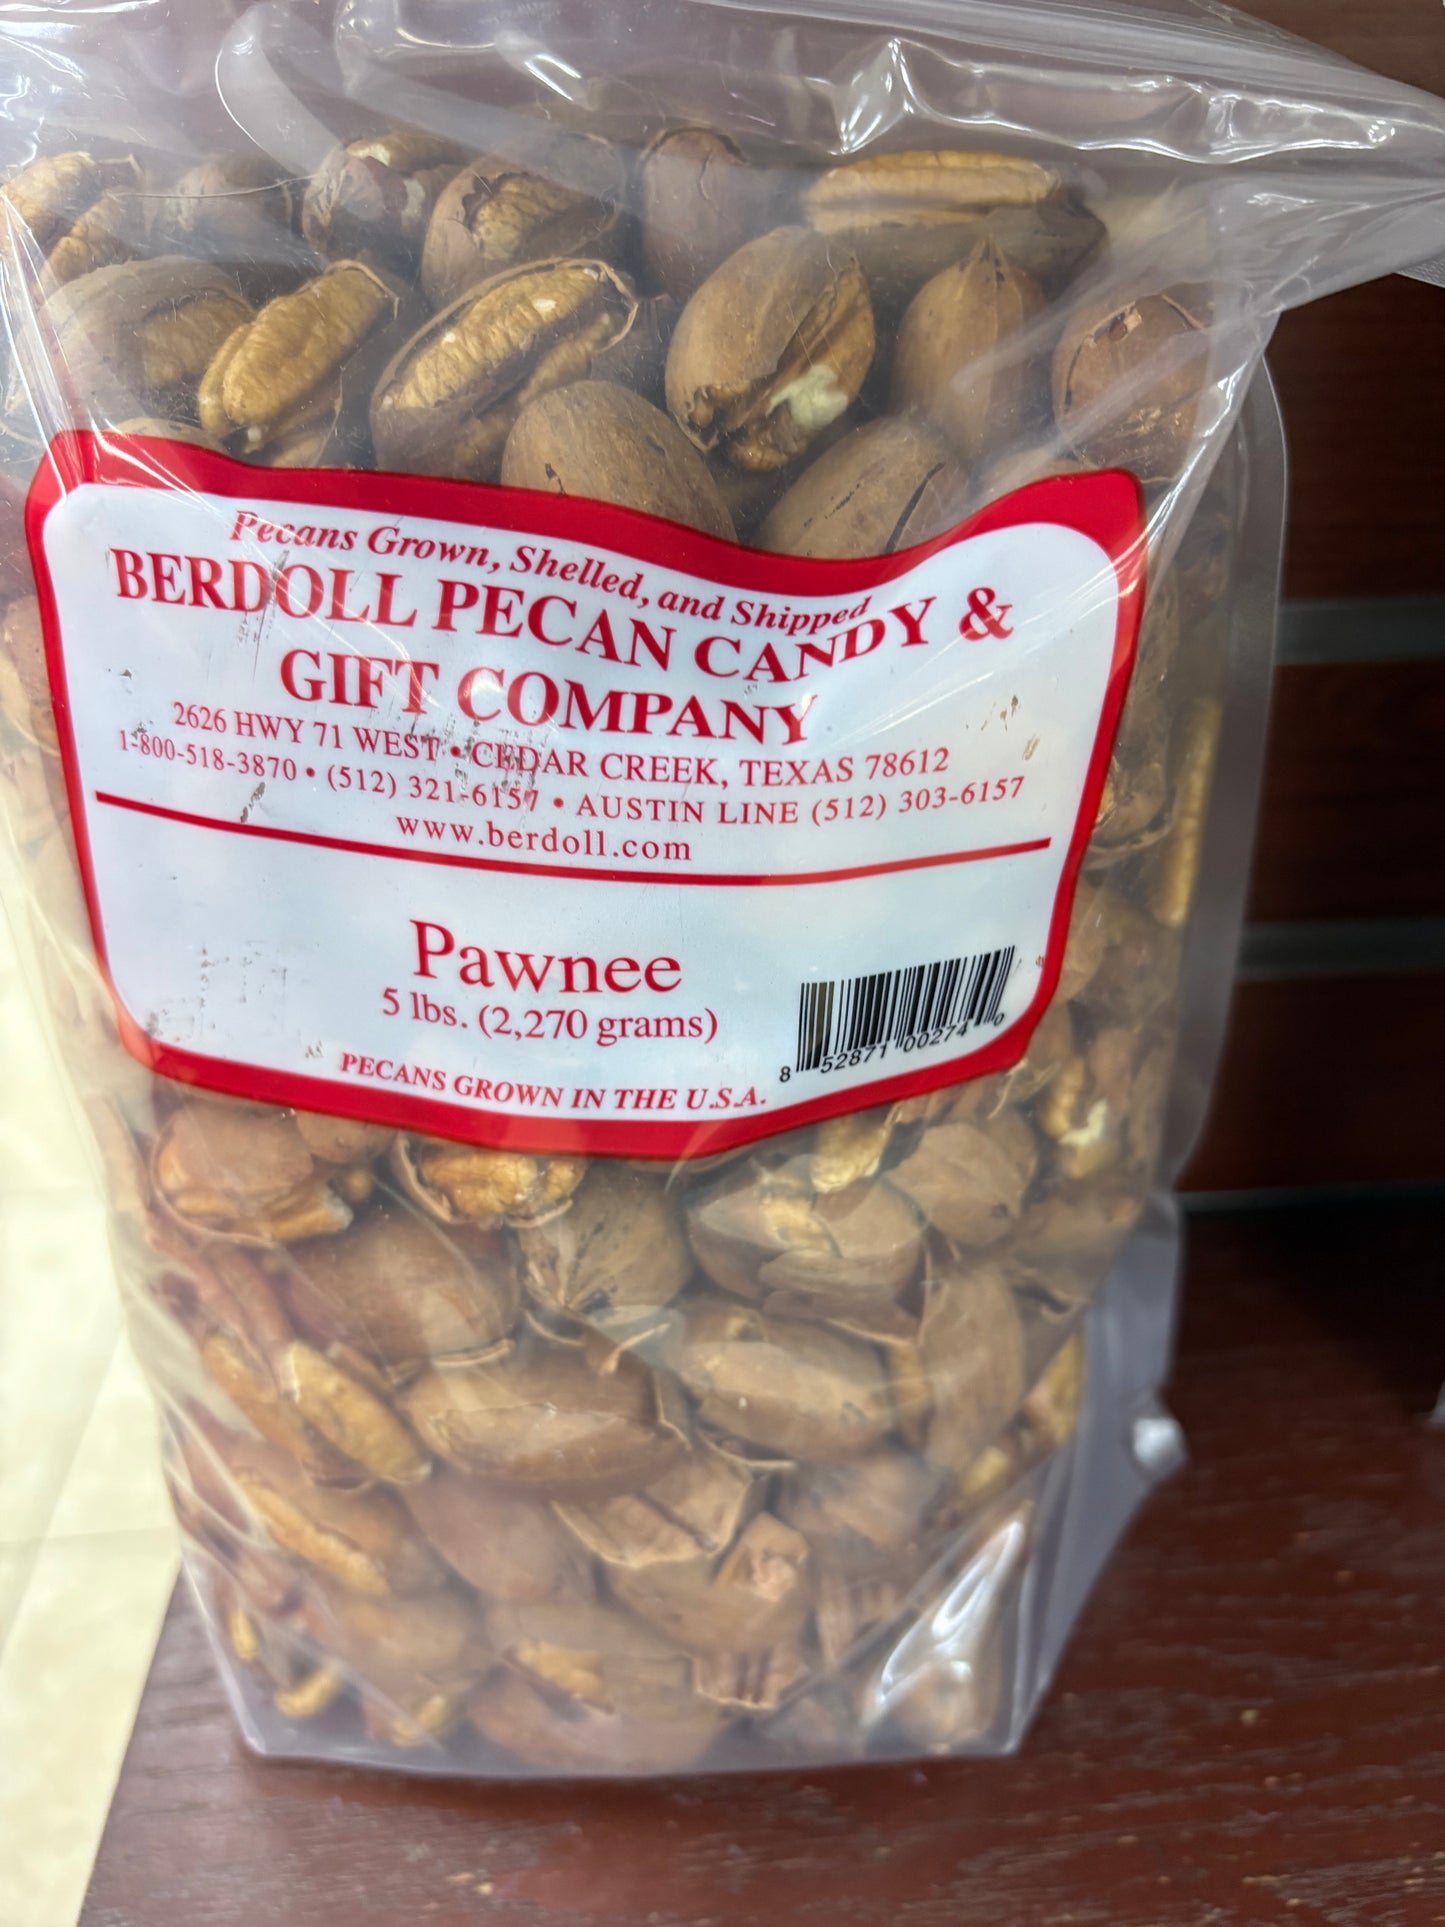 Pecans Grown, Shelled, and Shipped
BERDOLL PECAN CANDY &
GIFT COMPANY
2626 HWY 71 WEST • CEDAR CREEK, TEXAS 78612
1-800-518-3870 • (512) 321-6157 • AUSTIN LINE (512) 303-6157
www.berdoll.com
Pawnee
5 lbs. (2,270 grams)
PECANS GROWN IN THE U.S.A.
8 52871 00274 0